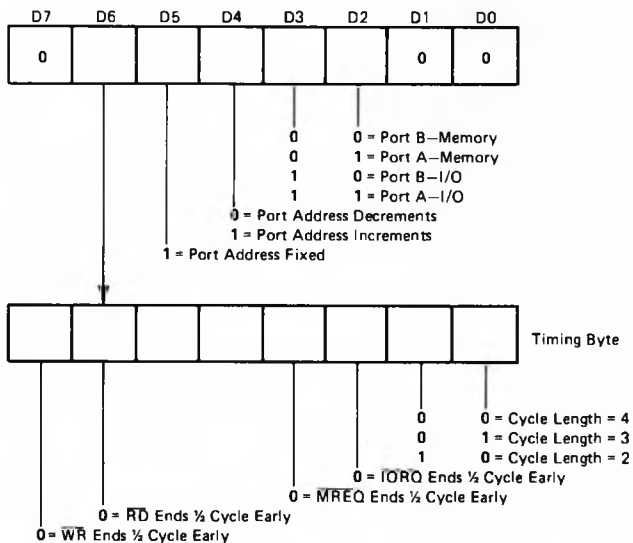 D7 D6 D5 D4 D3 D2 D1 D0
0 0 0
0 0 = Port B—Memory
0 1 = Port A—Memory
1 0 = Port B—I/O
1 1 = Port A—I/O
0 = Port Address Decrements
1 = Port Address Increments
1 = Port Address Fixed
Timing Byte
0 0 = Cycle Length = 4
0 1 = Cycle Length = 3
1 0 = Cycle Length = 2
0 = IORQ Ends ½ Cycle Early
0 = MREQ Ends ½ Cycle Early
0 = RD Ends ½ Cycle Early
0 = WR Ends ½ Cycle Early